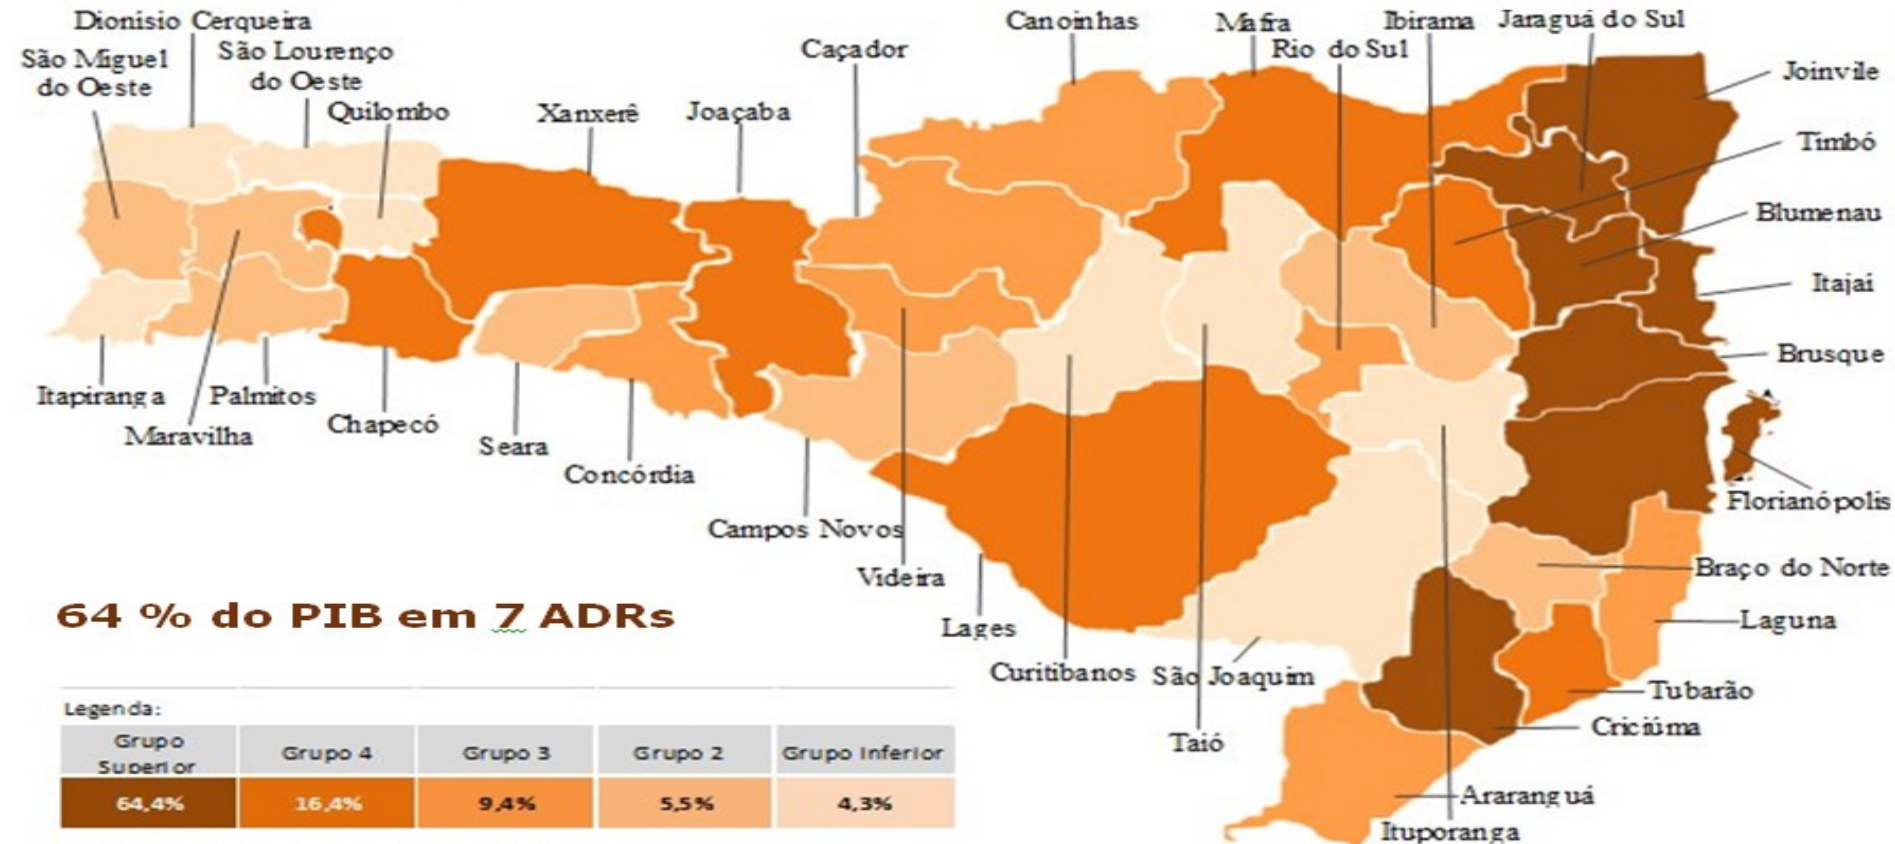 Dionísio Cerqueira
São Miguel
do Oeste
São Lourenço
do Oeste
Quilombo
Xanxerê
Joaçaba
Caçador
Canoinhas
Mafra
Rio do Sul
Ibirama
Jaraguá do Sul
Joinvile
Timbó
Blumenau
Itajaí
Brusque
Florianópolis
Braço do Norte
Laguna
Tubarão
Criciúma
Araranguá
Ituporanga
Itapiranga
Maravilha
Palmitos
Chapecó
Seara
Concórdia
Campos Novos
Videira
Lages
Curitibanos
São Joaquim
Taió
64 % do PIB em 7 ADRs
Legenda:
Grupo
Superior
Grupo 4
Grupo 3
Grupo 2
Grupo Inferior
64,4%
16,4%
9,4%
5,5%
4,3%